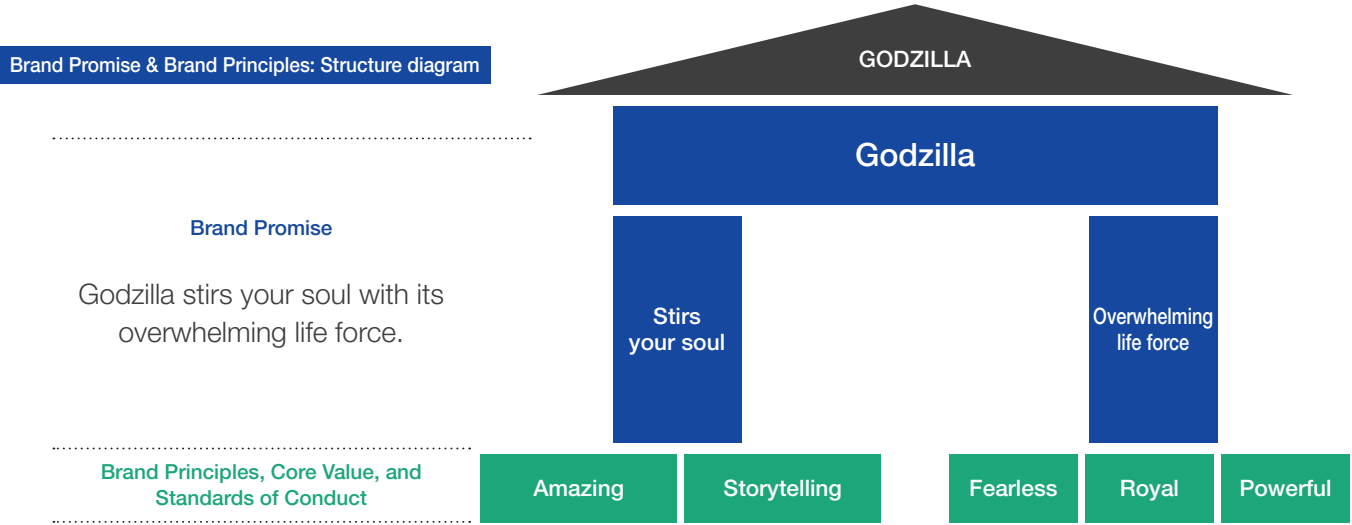 Brand Promise & Brand Principles: Structure diagram
GODZILLA
Godzilla
Brand Promise
Godzilla stirs your soul with its
overwhelming life force.
Stirs
your soul
Overwhelming
life force
Brand Principles, Core Value, and
Standards of Conduct
Amazing
Storytelling
Fearless
Royal
Powerful